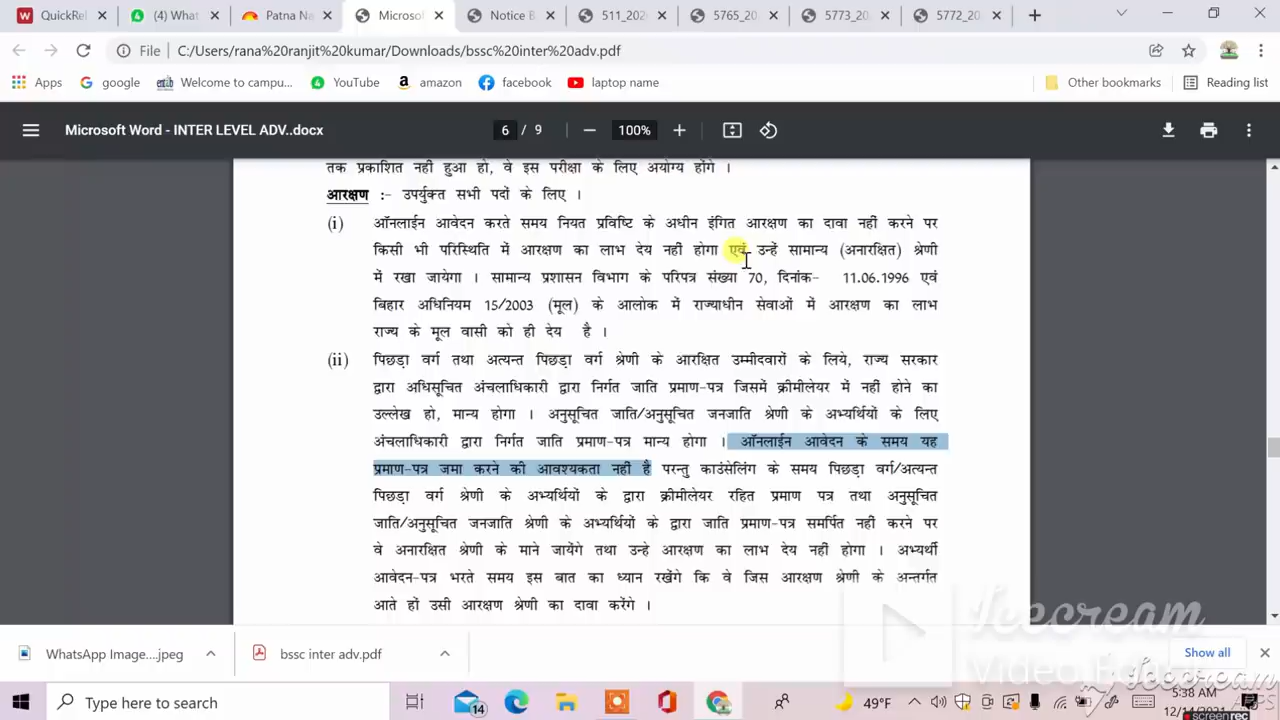 QuickRe
(4) What
Patna Na
Microso
Notice B
511_202
5765_20
5773_20
5772_20
File
C:/Users/rana%20ranjit%20kumar/Downloads/bssc%20inter%20adv.pdf
Apps
google
Welcome to campu...
YouTube
amazon
facebook
laptop name
Other bookmarks
Reading list
Microsoft Word - INTER LEVEL ADV..docx
6 / 9
100%
तक प्रकाशित नहीं हुआ हो, वे इस परीक्षा के लिए अयोग्य होंगे ।
आरक्षण :- उपर्युक्त सभी पदों के लिए ।
(i) ऑनलाईन आवेदन करते समय नियत प्रविष्टि के अधीन इंगित आरक्षण का दावा नहीं करने पर
किसी भी परिस्थिति में आरक्षण का लाभ देय नहीं होगा एवं उन्हें सामान्य (अनारक्षित) श्रेणी
में रखा जायेगा । सामान्य प्रशासन विभाग के परिपत्र संख्या 70, दिनांक- 11.06.1996 एवं
बिहार अधिनियम 15/2003 (मूल) के आलोक में राज्याधीन सेवाओं में आरक्षण का लाभ
राज्य के मूल वासी को ही देय है ।
(ii) पिछड़ा वर्ग तथा अत्यन्त पिछड़ा वर्ग श्रेणी के आरक्षित उम्मीदवारों के लिये, राज्य सरकार
द्वारा अधिसूचित अंचलाधिकारी द्वारा निर्गत जाति प्रमाण-पत्र जिसमें क्रीमीलेयर में नहीं होने का
उल्लेख हो, मान्य होगा । अनुसूचित जाति/अनुसूचित जनजाति श्रेणी के अभ्यर्थियों के लिए
अंचलाधिकारी द्वारा निर्गत जाति प्रमाण-पत्र मान्य होगा । ऑनलाईन आवेदन के समय यह
प्रमाण-पत्र जमा करने की आवश्यकता नहीं है परन्तु काउंसेलिंग के समय पिछड़ा वर्ग/अत्यन्त
पिछड़ा वर्ग श्रेणी के अभ्यर्थियों के द्वारा क्रीमीलेयर रहित प्रमाण पत्र तथा अनुसूचित
जाति/अनुसूचित जनजाति श्रेणी के अभ्यर्थियों के द्वारा जाति प्रमाण-पत्र समर्पित नहीं करने पर
वे अनारक्षित श्रेणी के माने जायेंगे तथा उन्हे आरक्षण का लाभ देय नहीं होगा । अभ्यर्थी
आवेदन-पत्र भरते समय इस बात का ध्यान रखेंगे कि वे जिस आरक्षण श्रेणी के अन्तर्गत
आते हों उसी आरक्षण श्रेणी का दावा करेंगे ।
Icecream
Video Editor
WhatsApp Image....jpeg
bssc inter adv.pdf
Show all
Icecream
APPS
Type here to search
14
49°F
5:38 AM
12/14/2021
screenrec